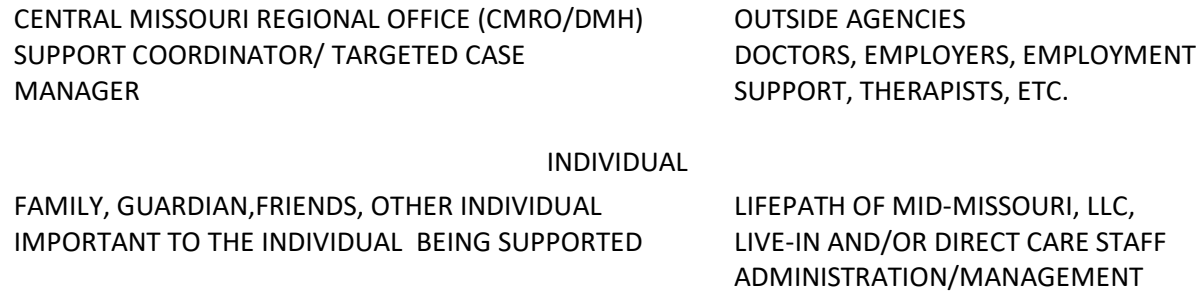 CENTRAL MISSOURI REGIONAL OFFICE (CMRO/DMH)
SUPPORT COORDINATOR/ TARGETED CASE
MANAGER
OUTSIDE AGENCIES
DOCTORS, EMPLOYERS, EMPLOYMENT
SUPPORT, THERAPISTS, ETC.
INDIVIDUAL
FAMILY, GUARDIAN,FRIENDS, OTHER INDIVIDUAL
IMPORTANT TO THE INDIVIDUAL  BEING SUPPORTED
LIFEPATH OF MID-MISSOURI, LLC,
LIVE-IN AND/OR DIRECT CARE STAFF
ADMINISTRATION/MANAGEMENT